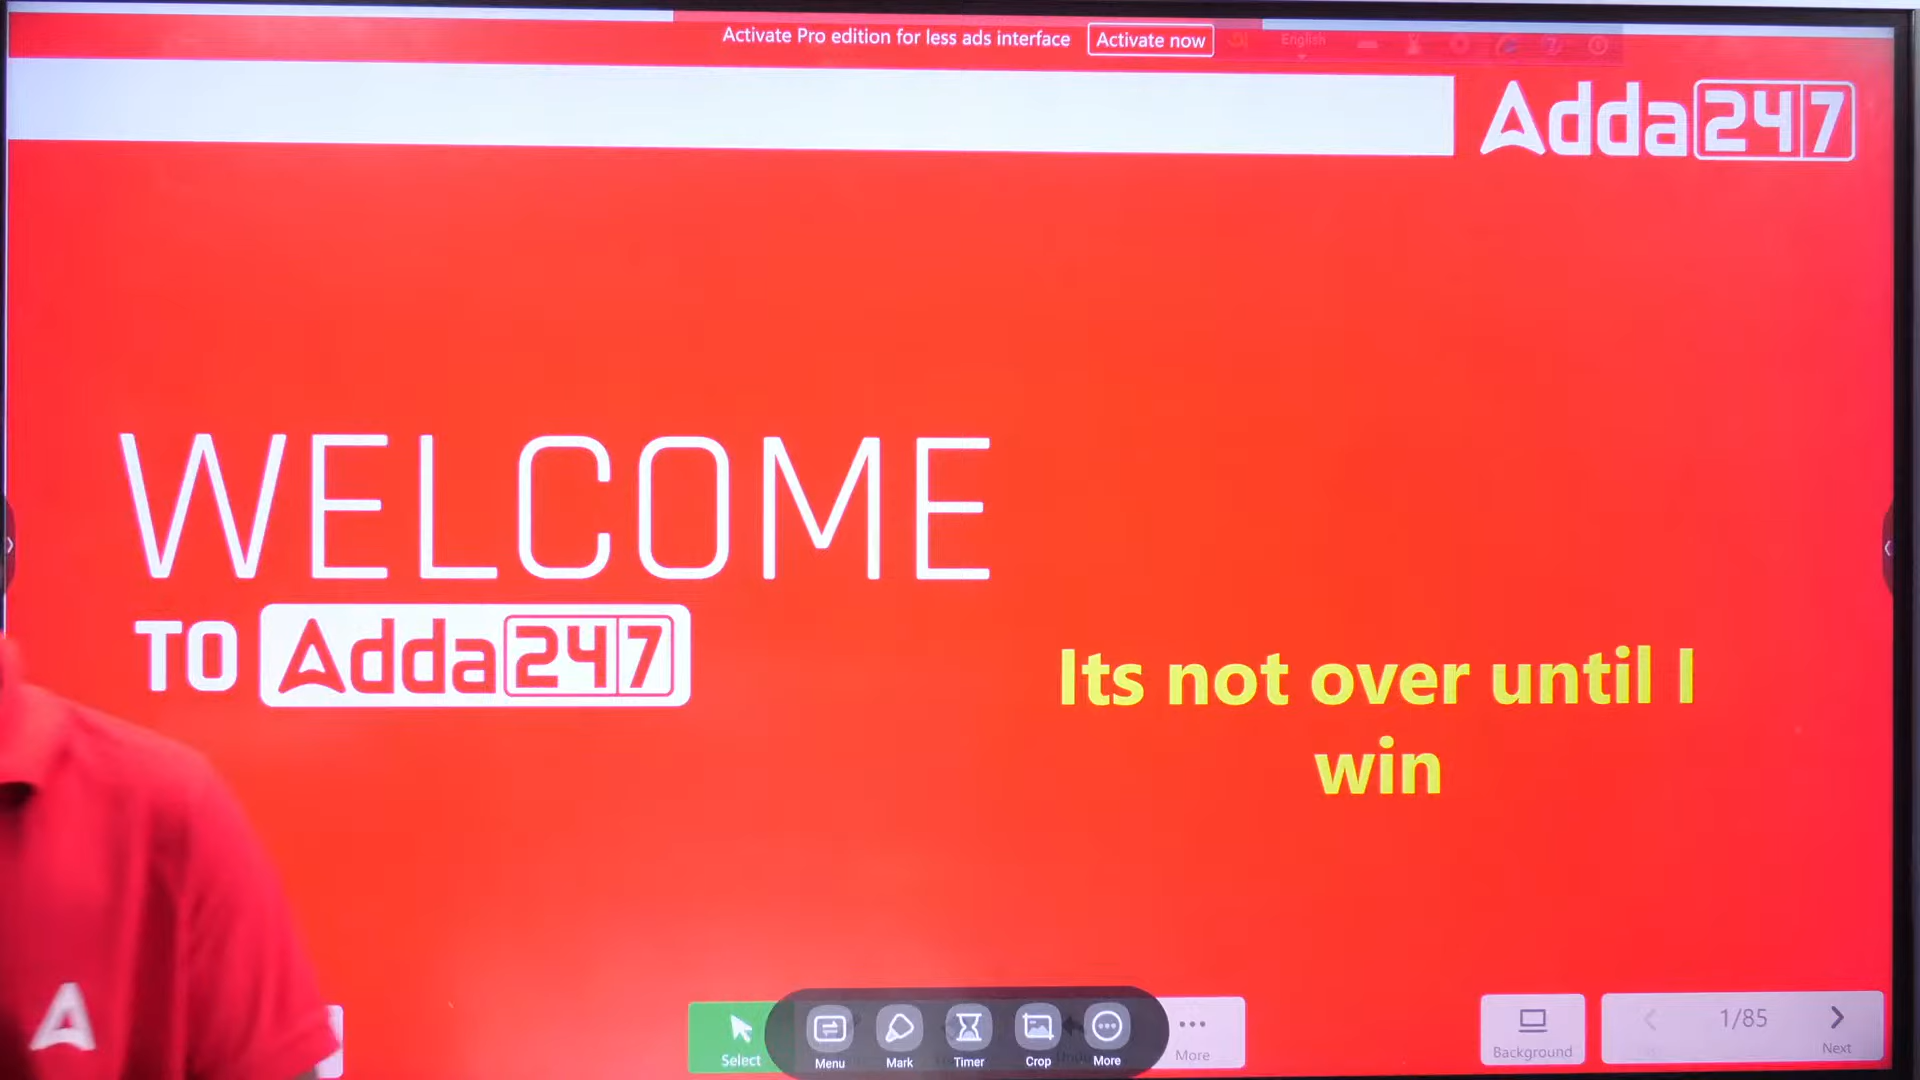 Activate Pro edition for less ads interface Activate now
English
Adda247
WELCOME
TO Adda247
Its not over until I
win
Select
Menu
Mark
Timer
Crop
More
More
Background
1/85
Next